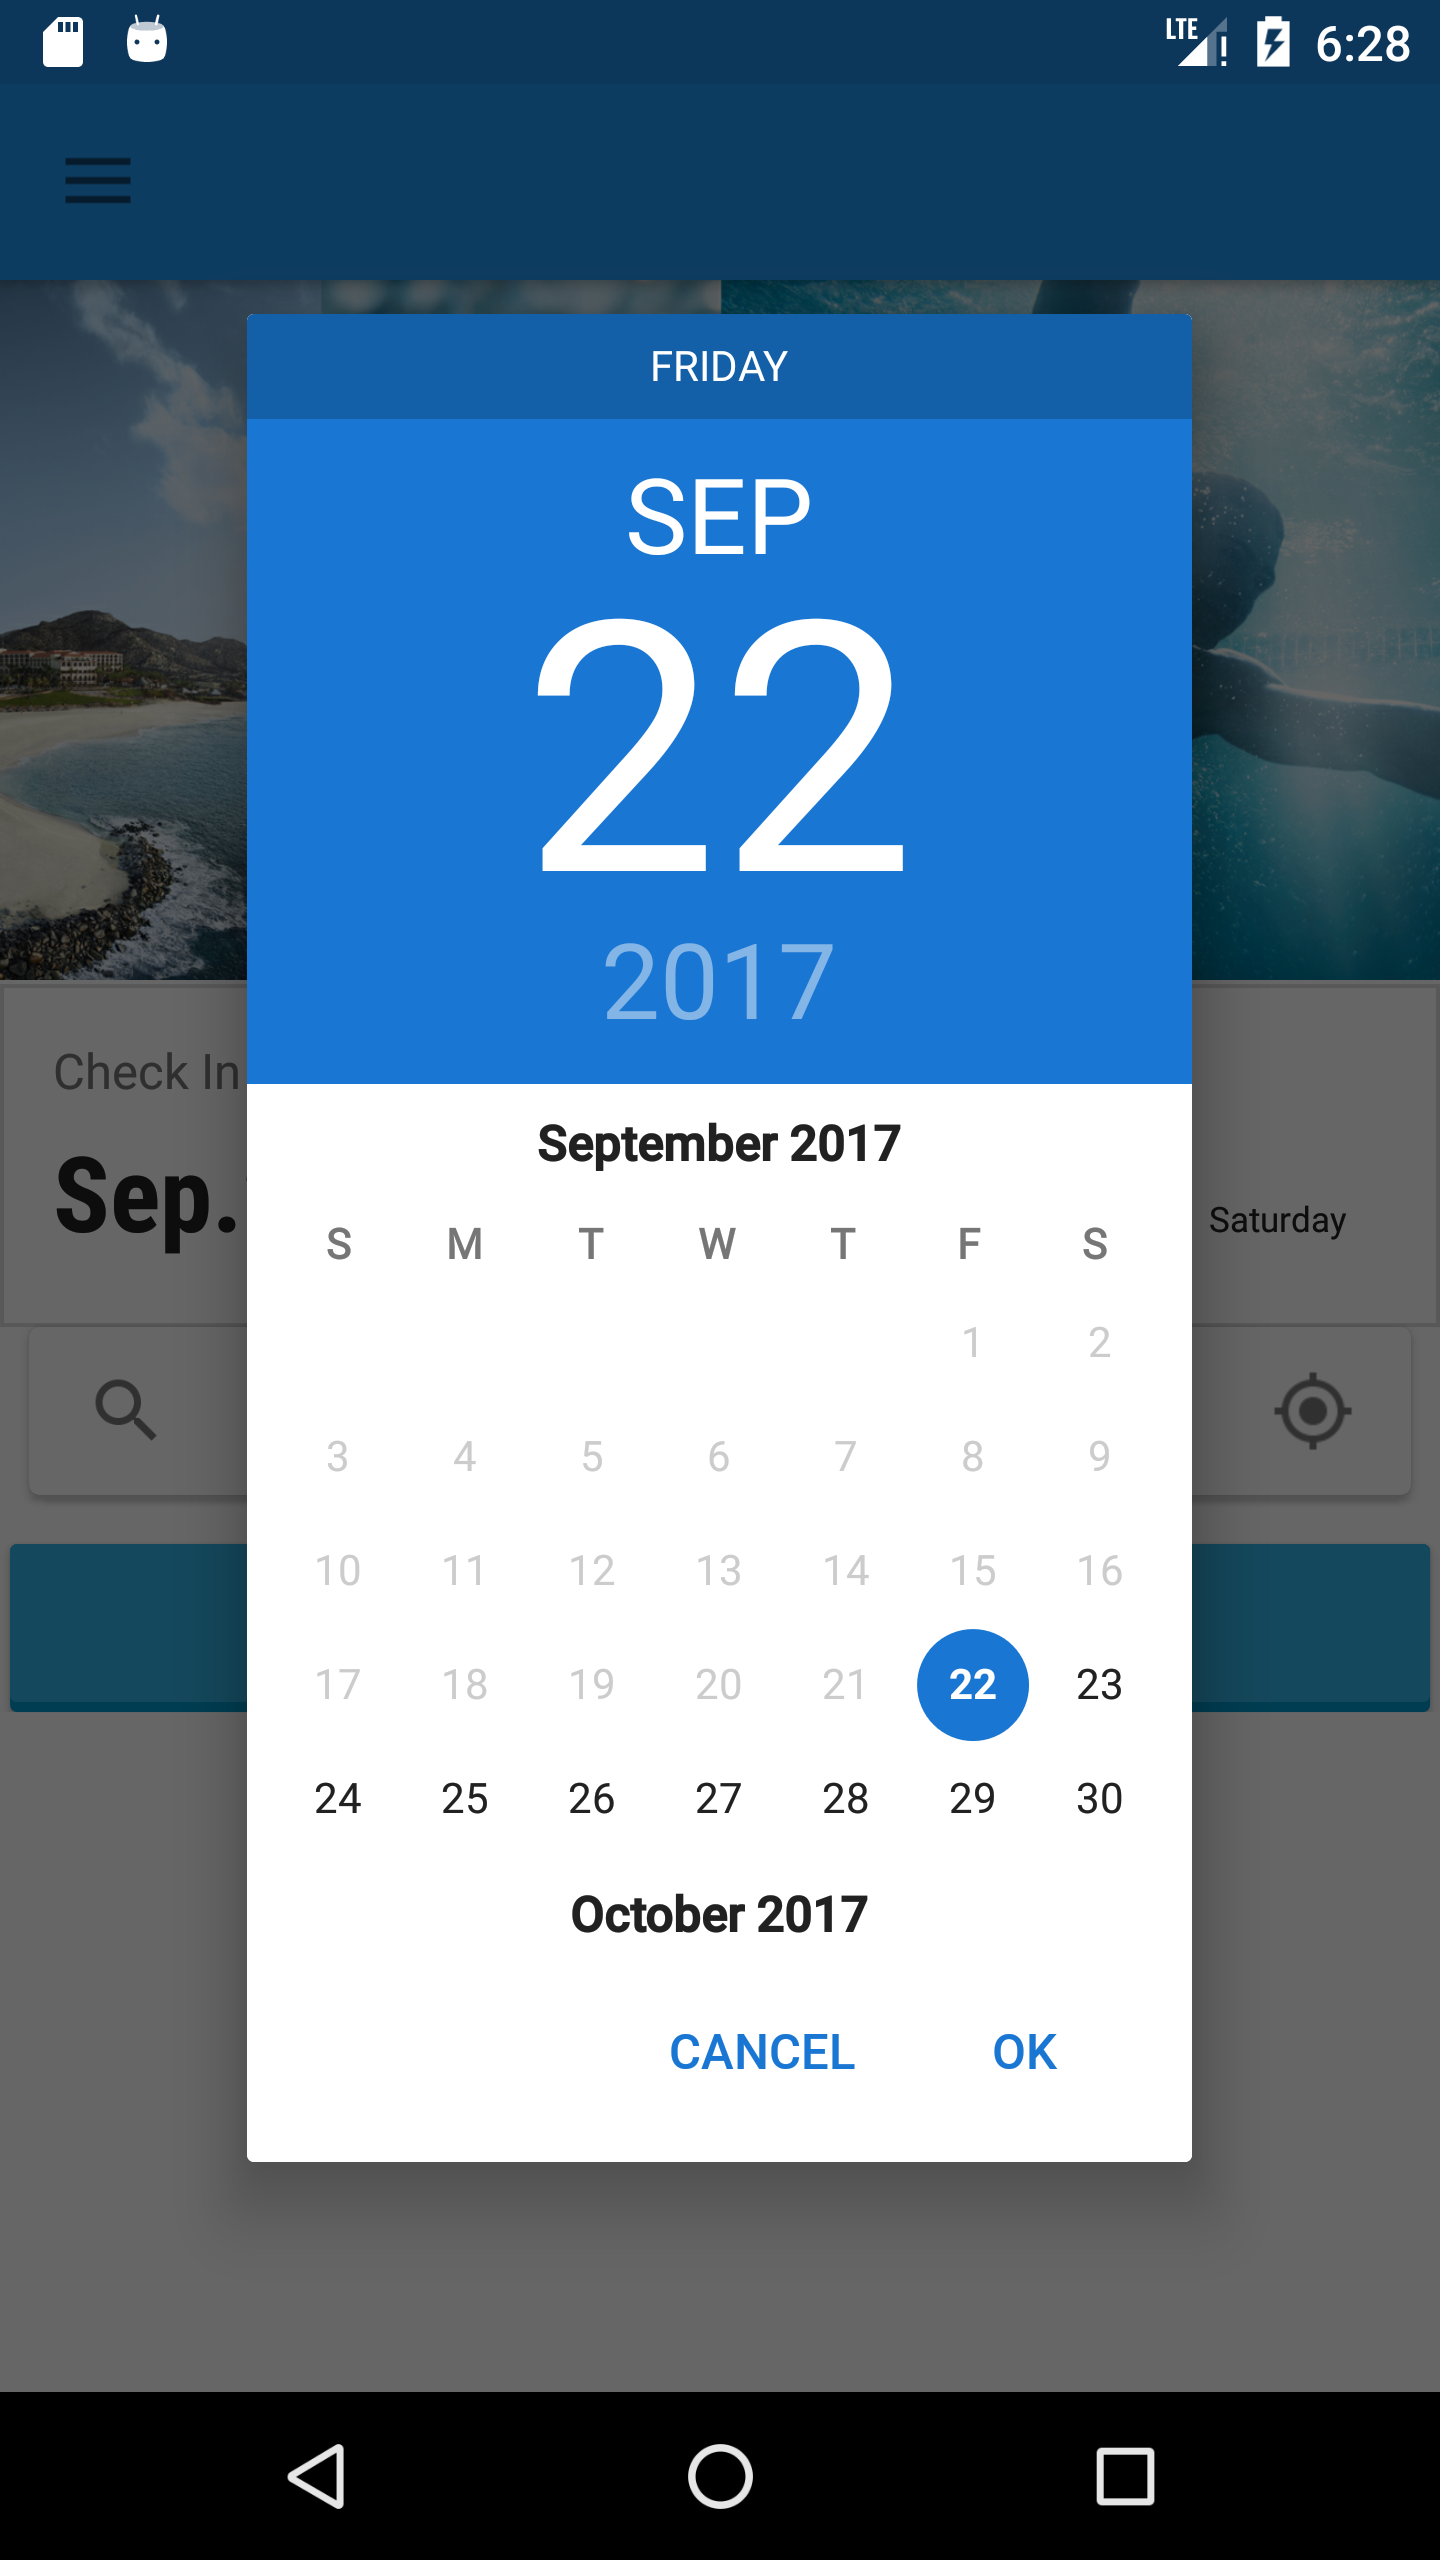 LTE 6:28
FRIDAY
SEP
22
2017
Check In
Sep.
Saturday
September 2017
S M T W T F S
1 2
3 4 5 6 7 8 9
10 11 12 13 14 15 16
17 18 19 20 21 22 23
24 25 26 27 28 29 30
October 2017
CANCEL OK